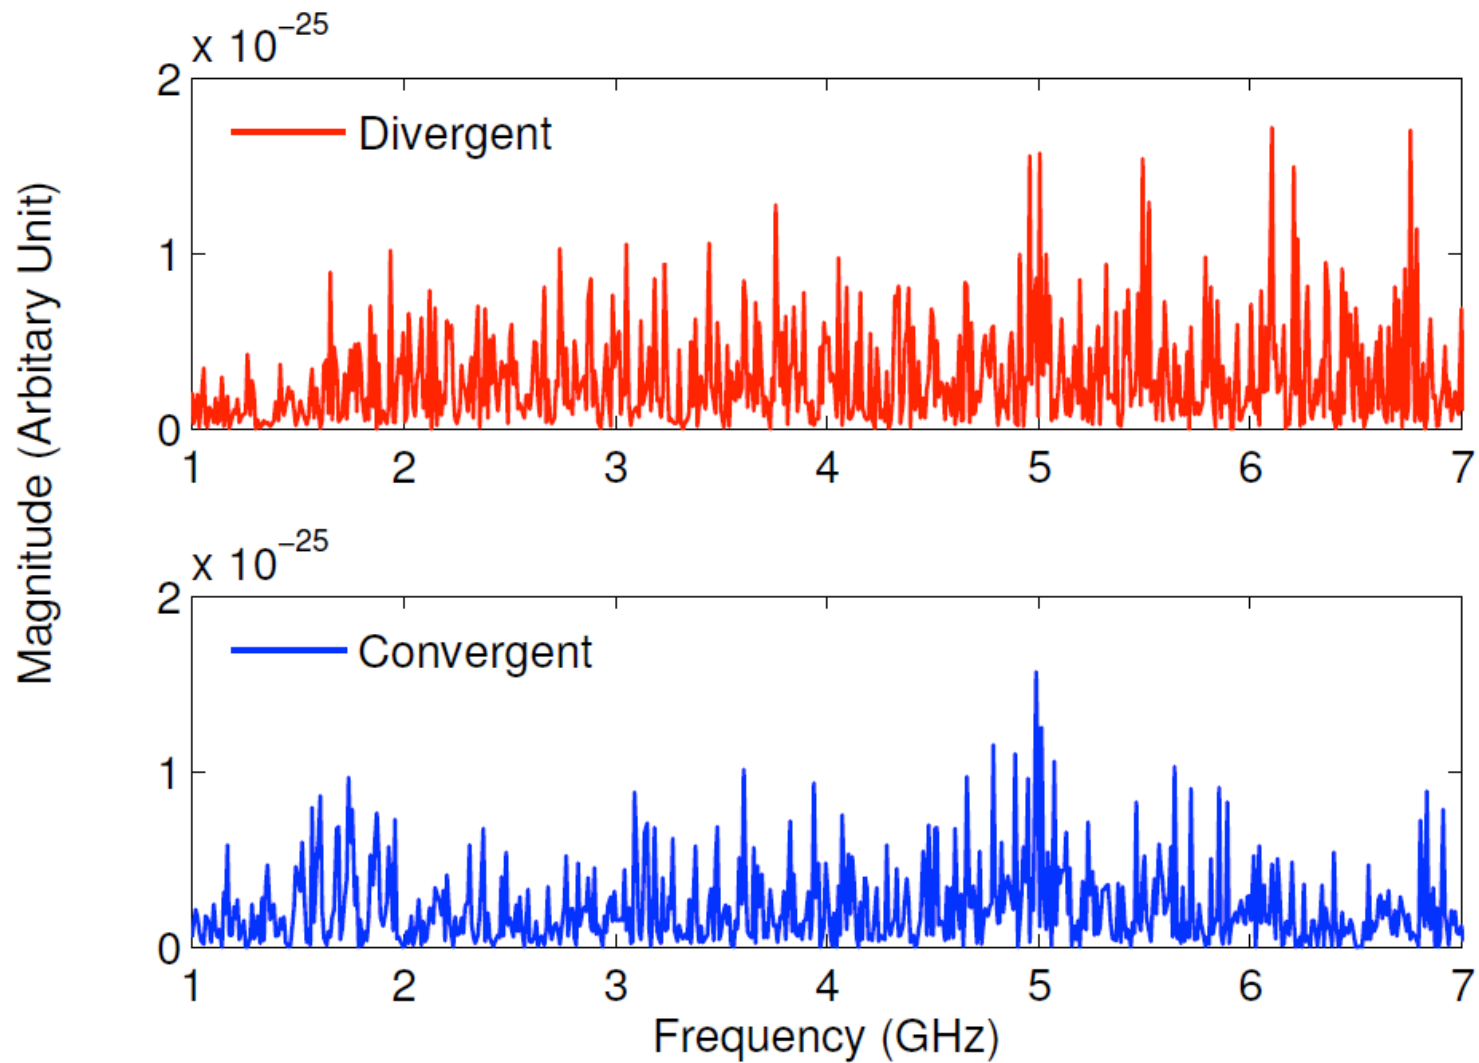 x 10⁻²⁵
2
Divergent
1
0
1 2 3 4 5 6 7
Magnitude (Arbitary Unit)
x 10⁻²⁵
2
Convergent
1
0
1 2 3 4 5 6 7
Frequency (GHz)